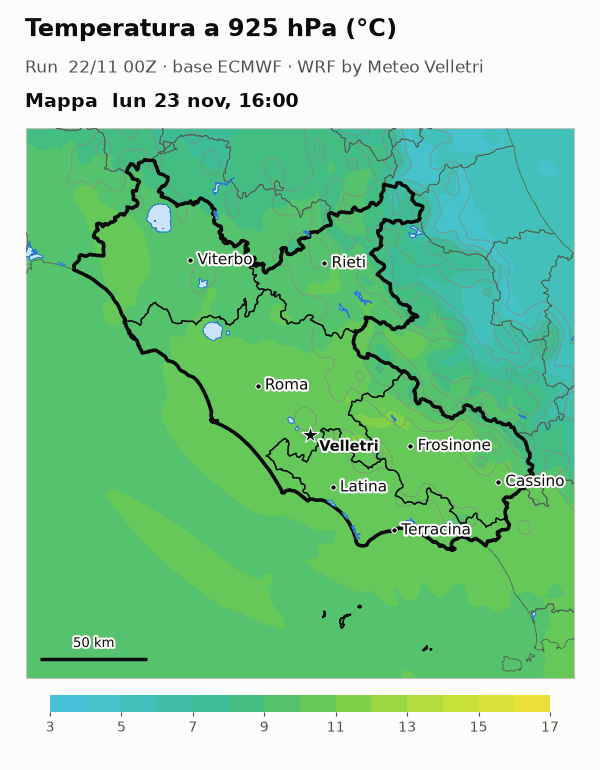 Temperatura a 925 hPa (°C)
Run  22/11 00Z · base ECMWF · WRF by Meteo Velletri
Mappa  lun 23 nov, 16:00
Viterbo
Rieti
Roma
Velletri
Frosinone
Latina
Cassino
Terracina
50 km
3 5 7 9 11 13 15 17